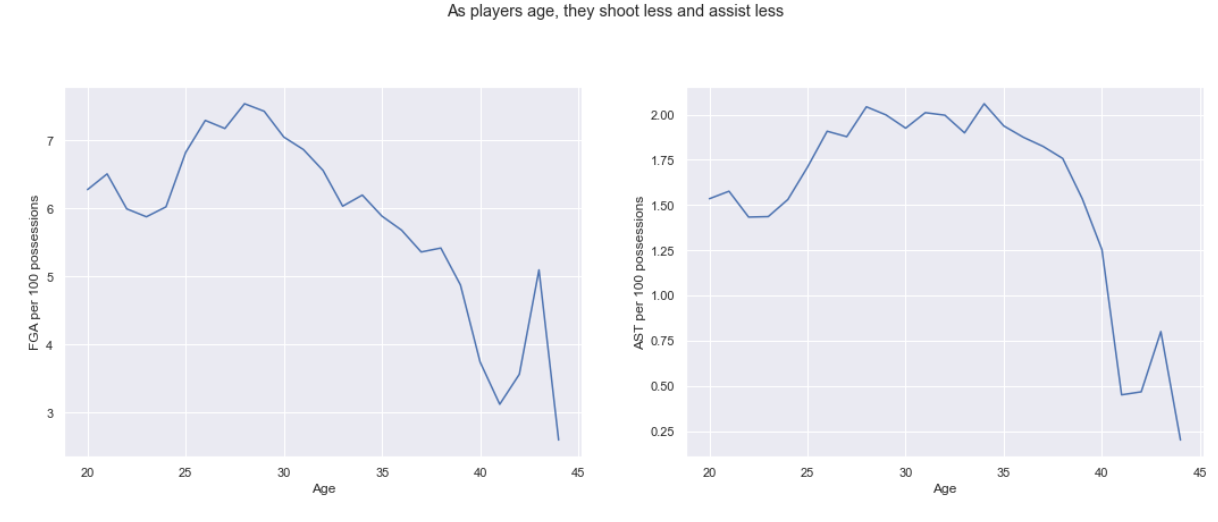 As players age, they shoot less and assist less
FGA per 100 possessions
7
6
5
4
3
20 25 30 35 40 45
Age
AST per 100 possessions
2.00
1.75
1.50
1.25
1.00
0.75
0.50
0.25
20 25 30 35 40 45
Age